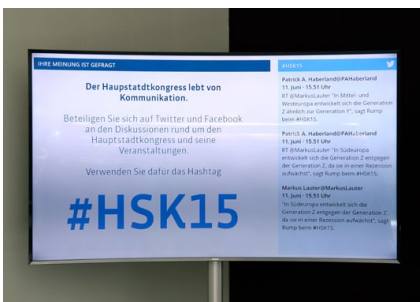 IHRE MEINUNG IST GEFRAGT
Der Hauptstadtkongress lebt von
Kommunikation.
Beteiligen Sie sich auf Twitter und Facebook
an den Diskussionen rund um den
Hauptstadtkongress und seine
Veranstaltungen.
Verwenden Sie dafür das Hashtag
#HSK15
#HSK15
Patrick A. Haberland@PAHaberland
11. Juni - 15.51 Uhr
RT @MarkusLauter "In Mittel- und
Westeuropa entwickelt sich die Generation
Z ähnlich zur Generation Y", sagt Rump
beim #HSK15.
Patrick A. Haberland@PAHaberland
11. Juni - 15.51 Uhr
RT @MarkusLauter "In Südeuropa
entwickelt sich die Generation Z entgegen
der Generation Z, da sie in einer Rezession
aufwächst", sagt Rump beim #HSK15.
Markus Lauter@MarkusLauter
11. Juni - 15.51 Uhr
"In Südeuropa entwickelt sich die
Generation Z entgegen der Generation Z,
da sie in einer Rezession aufwächst", sagt
Rump beim #HSK15.